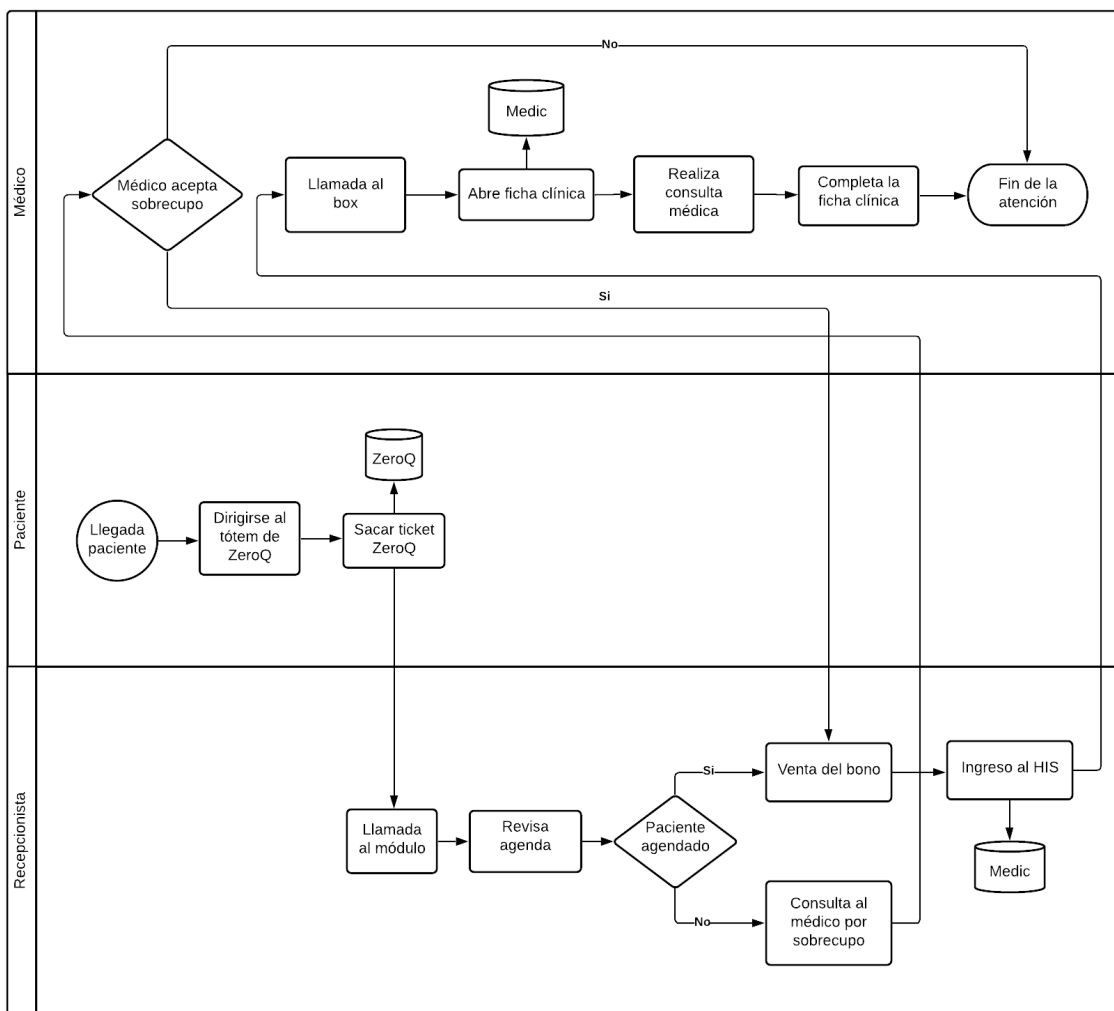 Médico
No
Medic
Médico acepta
sobrecupo
Llamada al
box
Abre ficha clínica
Realiza
consulta
médica
Completa la
ficha clínica
Fin de la
atención
Si
Paciente
ZeroQ
Llegada
paciente
Dirigirse al
tótem de
ZeroQ
Sacar ticket
ZeroQ
Recepcionista
Llamada
al módulo
Revisa
agenda
Paciente
agendado
Si
Venta del bono
Ingreso al HIS
Medic
No
Consulta al
médico por
sobrecupo